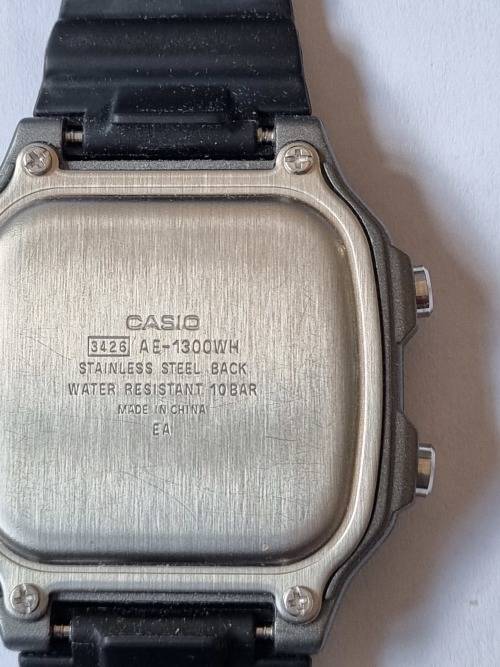 CASIO
3426 AE-1300WH
STAINLESS STEEL BACK
WATER RESISTANT 10BAR
MADE IN CHINA
EA